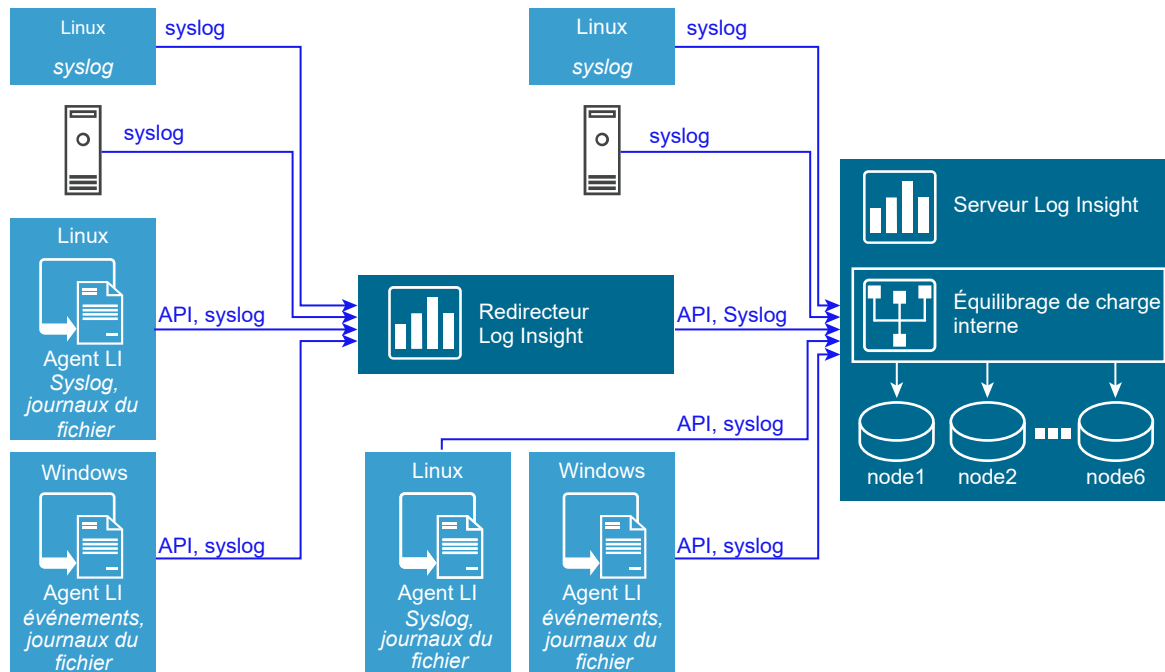 Linux
syslog
syslog
syslog
Linux
API, syslog
Agent LI
Syslog,
journaux du
fichier
Windows
API, syslog
Agent LI
événements,
journaux du
fichier
Redirecteur
Log Insight
API, Syslog
Linux
syslog
syslog
syslog
API, syslog
Linux
Agent LI
Syslog,
journaux du
fichier
Windows
API, syslog
Agent LI
événements,
journaux du
fichier
Serveur Log Insight
Équilibrage de charge
interne
node1
node2
node6